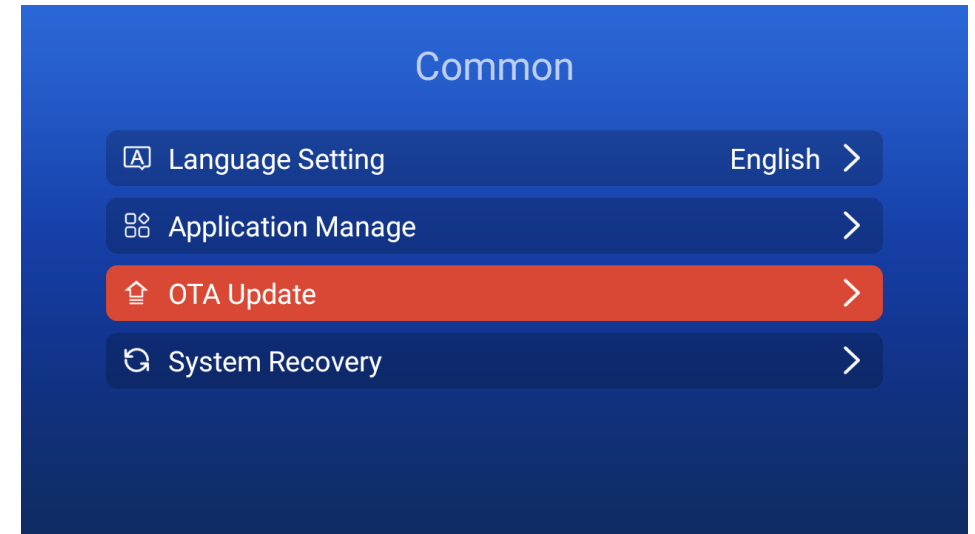 Common
Language Setting English
Application Manage
OTA Update
System Recovery